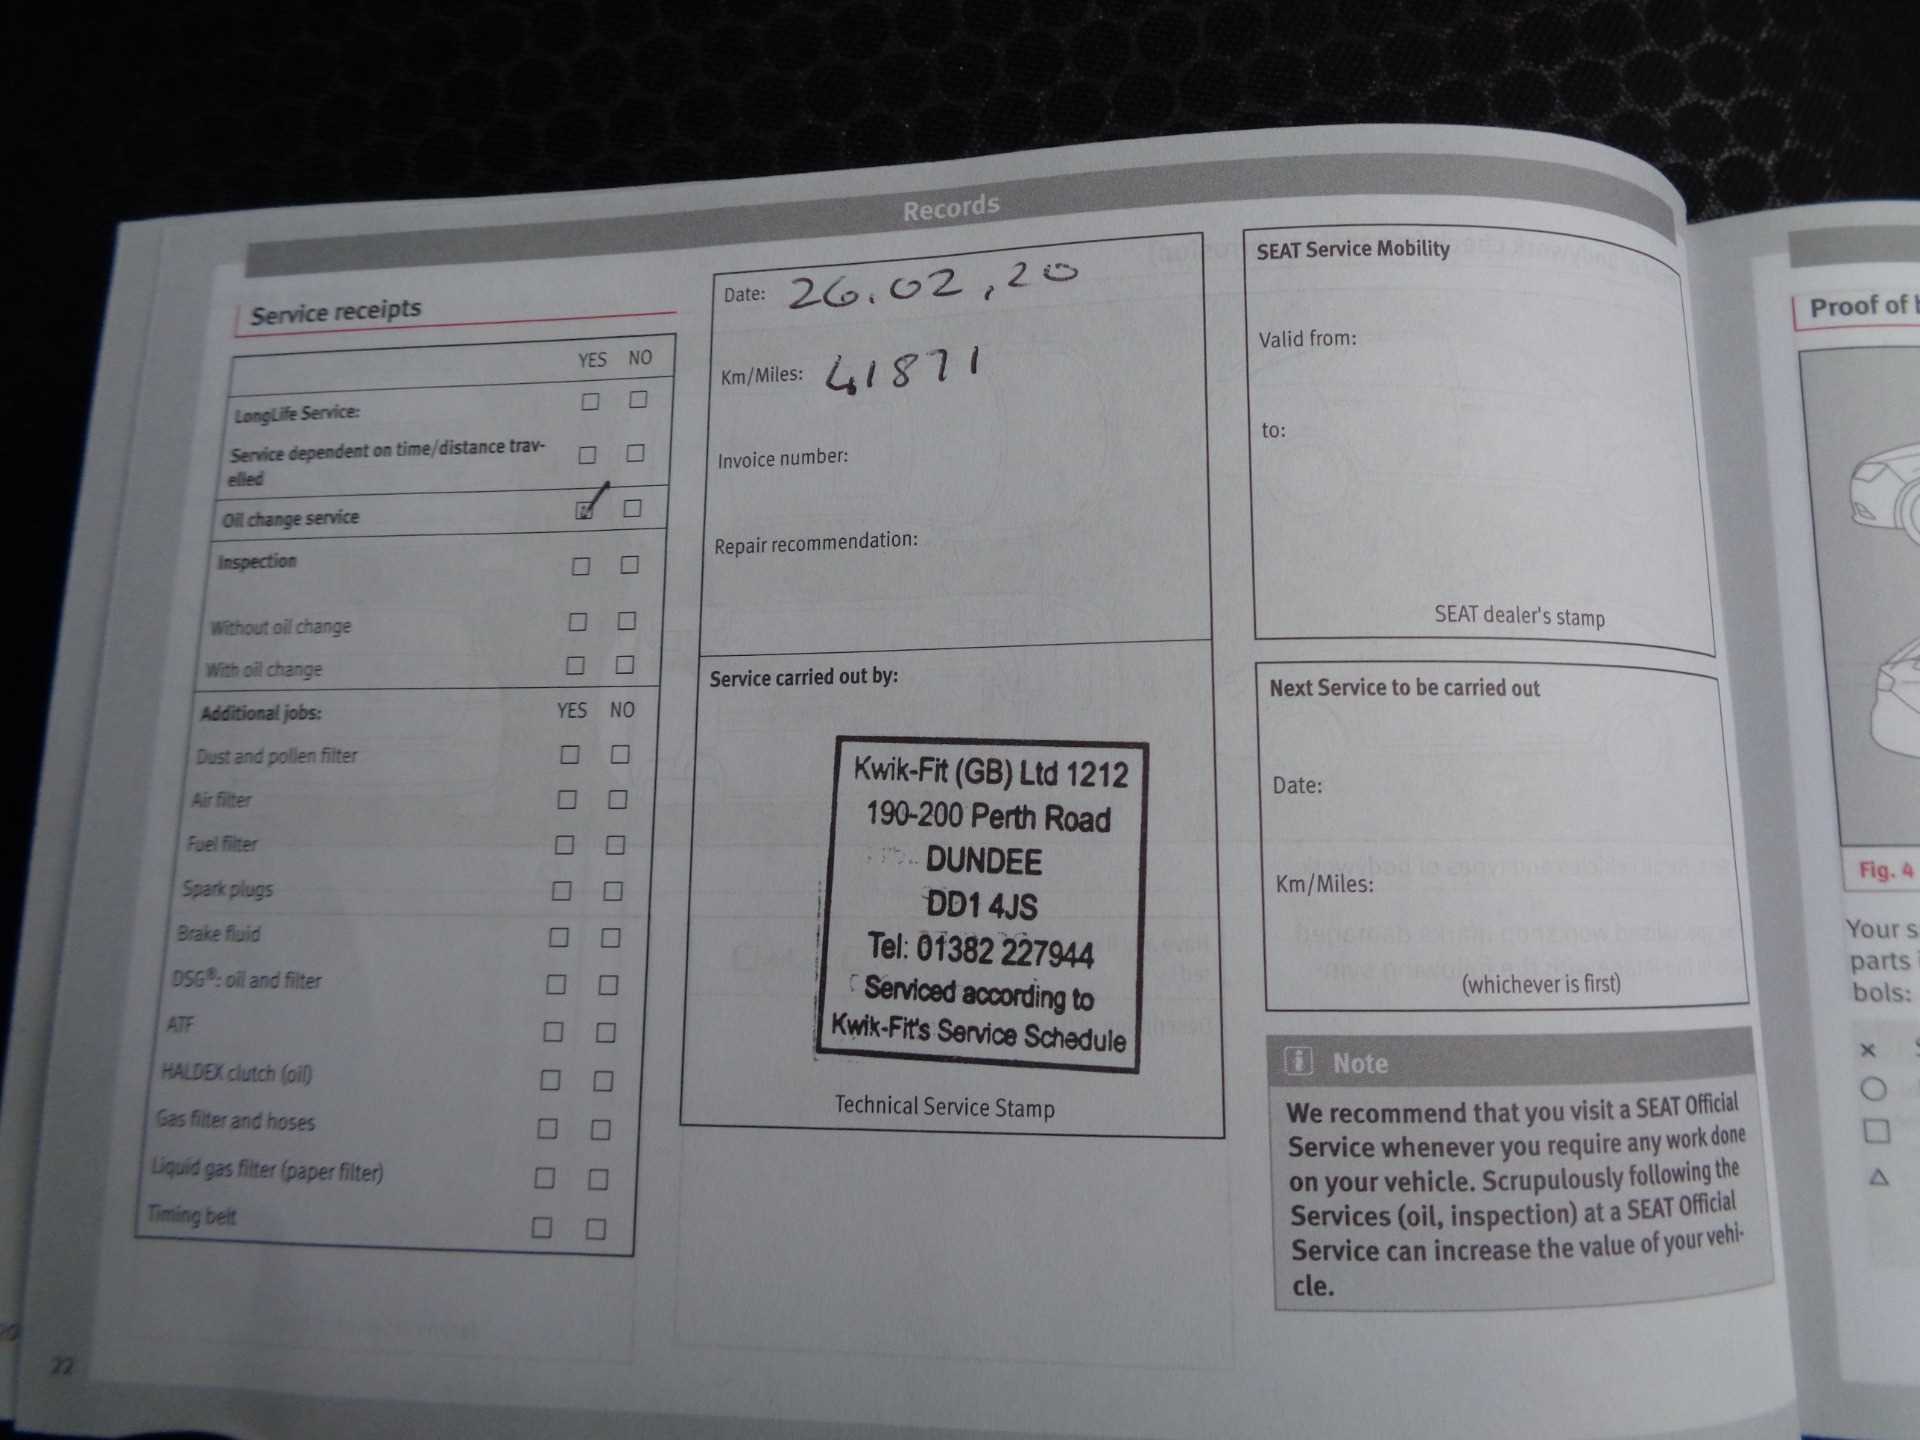 Records
Service receipts
YES NO
LongLife Service:
Service dependent on time/distance trav-
elled
Oil change service
Inspection
Without oil change
With oil change
Additional jobs: YES NO
Dust and pollen filter
Air filter
Fuel filter
Spark plugs
Brake fluid
DSG®: oil and filter
ATF
HALDEX clutch (oil)
Gas filter and hoses
Liquid gas filter (paper filter)
Timing belt
22
Date: 26.02.20
Km/Miles: 41871
Invoice number:
Repair recommendation:
Service carried out by:
Kwik-Fit (GB) Ltd 1212
190-200 Perth Road
DUNDEE
DD1 4JS
Tel: 01382 227944
Serviced according to
Kwik-Fit's Service Schedule
Technical Service Stamp
SEAT Service Mobility
Valid from:
to:
SEAT dealer's stamp
Next Service to be carried out
Date:
Km/Miles:
(whichever is first)
Note
We recommend that you visit a SEAT Official
Service whenever you require any work done
on your vehicle. Scrupulously following the
Services (oil, inspection) at a SEAT Official
Service can increase the value of your vehi-
cle.
Proof of
Fig. 4
Your
parts
bols: